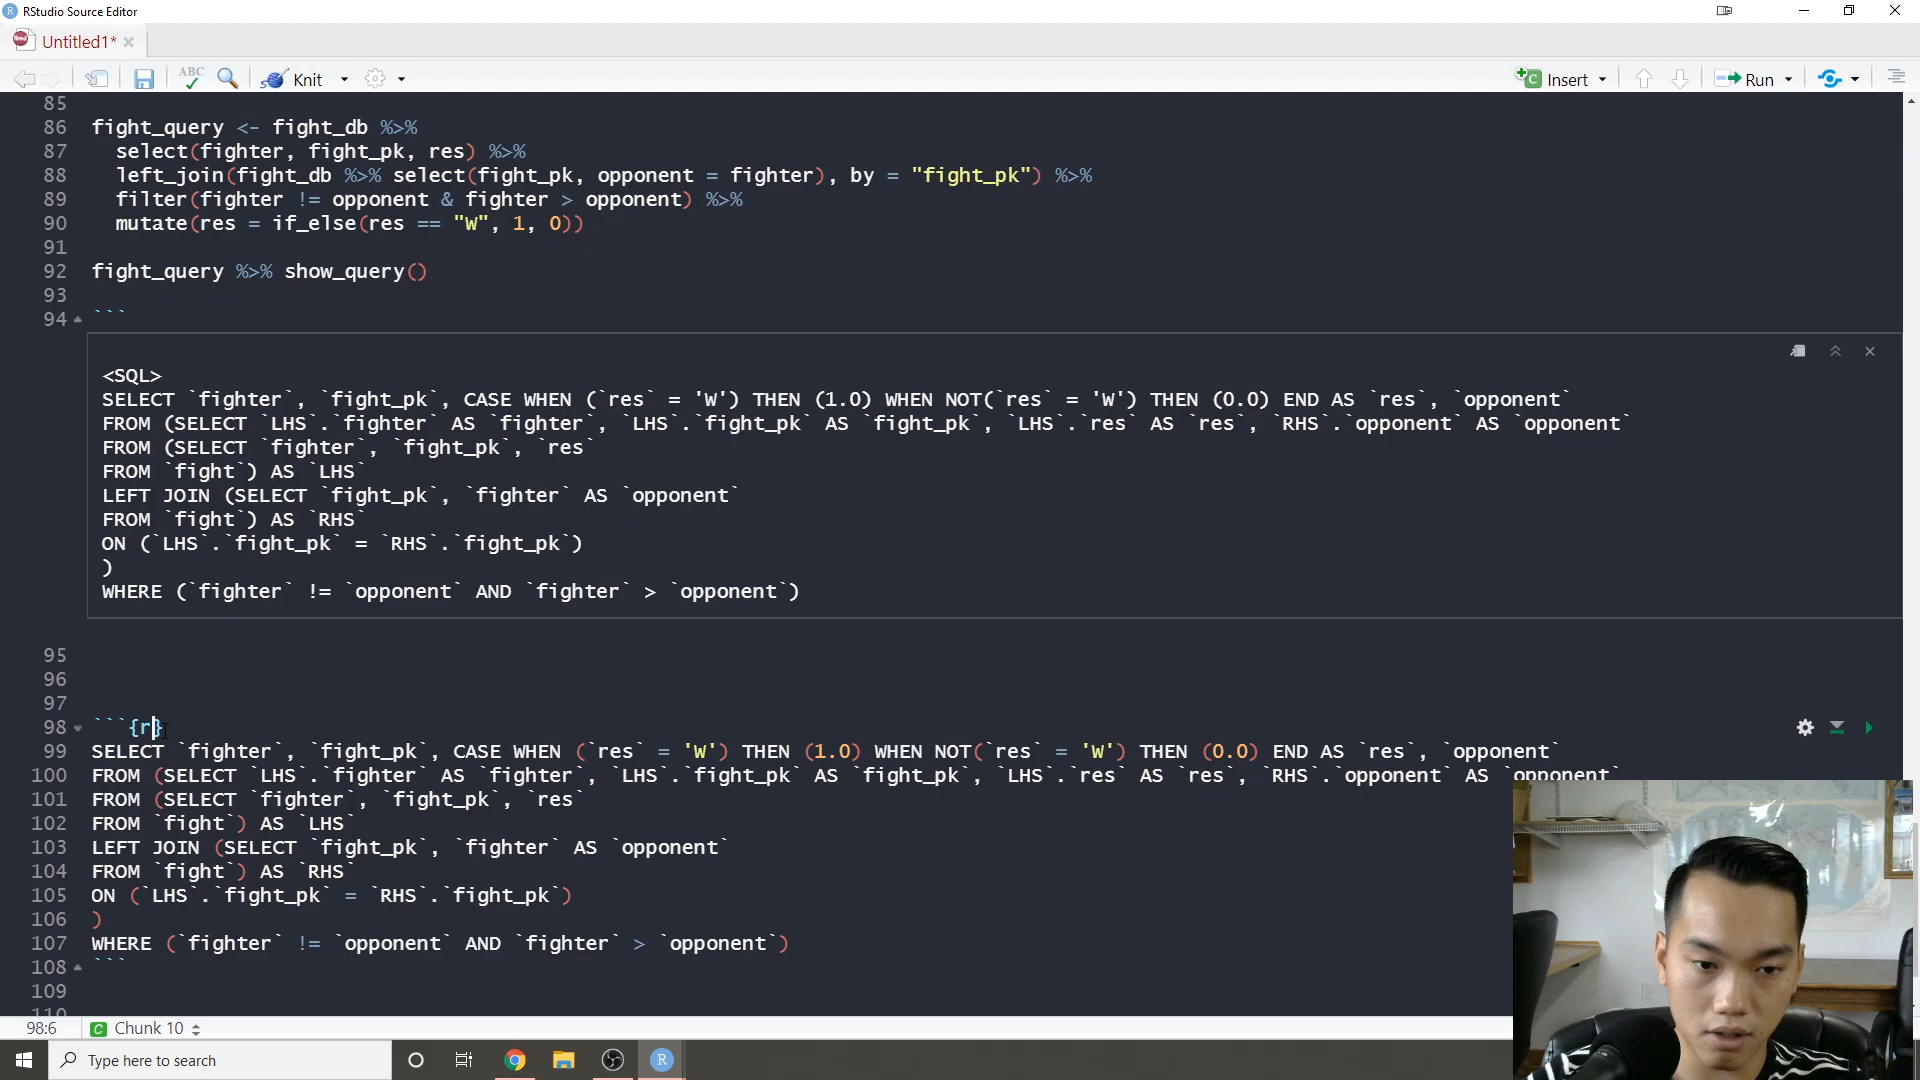 RStudio Source Editor
Untitled1*
ABC
Knit
Insert
Run
85
86 fight_query <- fight_db %>%
87 select(fighter, fight_pk, res) %>%
88 left_join(fight_db %>% select(fight_pk, opponent = fighter), by = "fight_pk") %>%
89 filter(fighter != opponent & fighter > opponent) %>%
90 mutate(res = if_else(res == "W", 1, 0))
91
92 fight_query %>% show_query()
93
94 ```
<SQL>
SELECT `fighter`, `fight_pk`, CASE WHEN (`res` = 'W') THEN (1.0) WHEN NOT(`res` = 'W') THEN (0.0) END AS `res`, `opponent`
FROM (SELECT `LHS`.`fighter` AS `fighter`, `LHS`.`fight_pk` AS `fight_pk`, `LHS`.`res` AS `res`, `RHS`.`opponent` AS `opponent`
FROM (SELECT `fighter`, `fight_pk`, `res`
FROM `fight`) AS `LHS`
LEFT JOIN (SELECT `fight_pk`, `fighter` AS `opponent`
FROM `fight`) AS `RHS`
ON (`LHS`.`fight_pk` = `RHS`.`fight_pk`)
)
WHERE (`fighter` != `opponent` AND `fighter` > `opponent`)
95
96
97
98 ```{r}
99 SELECT `fighter`, `fight_pk`, CASE WHEN (`res` = 'W') THEN (1.0) WHEN NOT(`res` = 'W') THEN (0.0) END AS `res`, `opponent`
100 FROM (SELECT `LHS`.`fighter` AS `fighter`, `LHS`.`fight_pk` AS `fight_pk`, `LHS`.`res` AS `res`, `RHS`.`opponent` AS `opponent`
101 FROM (SELECT `fighter`, `fight_pk`, `res`
102 FROM `fight`) AS `LHS`
103 LEFT JOIN (SELECT `fight_pk`, `fighter` AS `opponent`
104 FROM `fight`) AS `RHS`
105 ON (`LHS`.`fight_pk` = `RHS`.`fight_pk`)
106 )
107 WHERE (`fighter` != `opponent` AND `fighter` > `opponent`)
108 ```
109
110
98:6 C Chunk 10
Type here to search
R